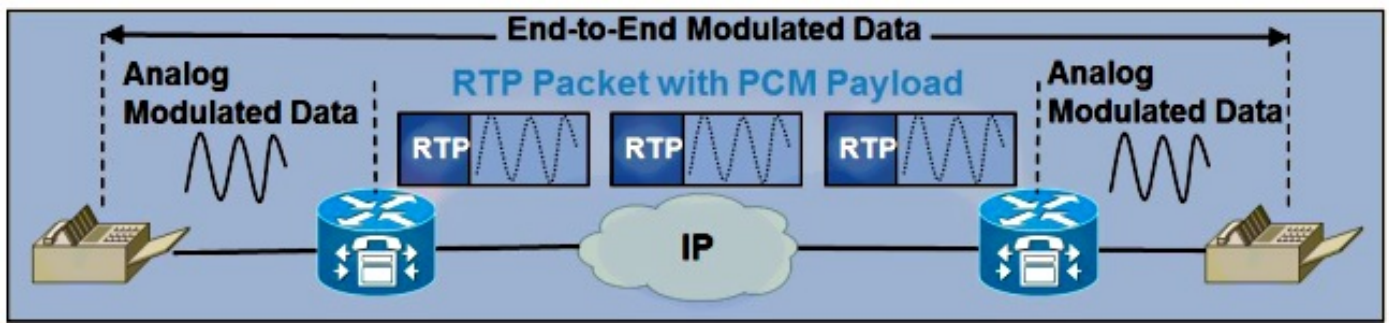 End-to-End Modulated Data
Analog
Modulated Data
RTP Packet with PCM Payload
Analog
Modulated Data
RTP
RTP
RTP
IP